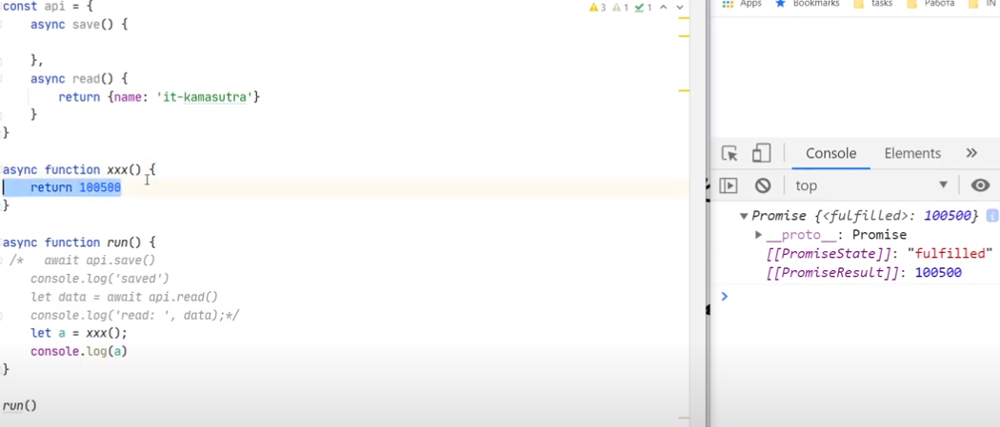 const api = {
async save() {
},
async read() {
return {name: 'it-kamasutra'}
}
}
async function xxx() {
return 100500
}
async function run() {
/* await api.save()
console.log('saved')
let data = await api.read()
console.log('read: ', data);*/
let a = xxx();
console.log(a)
}
run()
3 1 1
Apps Bookmarks tasks Работа IN
Console Elements »
top
Promise {<fulfilled>: 100500}
__proto__: Promise
[[PromiseState]]: "fulfilled"
[[PromiseResult]]: 100500